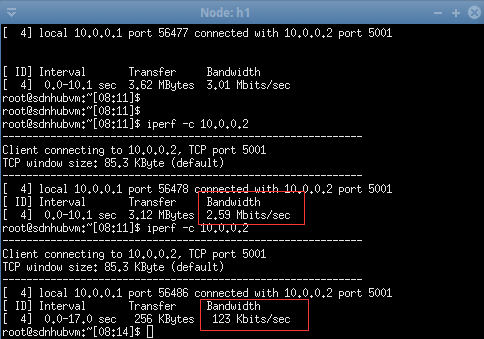 Node: h1
[  4] local 10.0.0.1 port 56477 connected with 10.0.0.2 port 5001
[ ID] Interval       Transfer     Bandwidth
[  4]  0.0-10.1 sec  3.62 MBytes  3.01 Mbits/sec
root@sdnhubvm:~[08:11]$
root@sdnhubvm:~[08:11]$
root@sdnhubvm:~[08:11]$ iperf -c 10.0.0.2
------------------------------------------------------------
Client connecting to 10.0.0.2, TCP port 5001
TCP window size: 85.3 KByte (default)
------------------------------------------------------------
[  4] local 10.0.0.1 port 56478 connected with 10.0.0.2 port 5001
[ ID] Interval       Transfer     Bandwidth
[  4]  0.0-10.1 sec  3.12 MBytes  2.59 Mbits/sec
root@sdnhubvm:~[08:11]$ iperf -c 10.0.0.2
------------------------------------------------------------
Client connecting to 10.0.0.2, TCP port 5001
TCP window size: 85.3 KByte (default)
------------------------------------------------------------
[  4] local 10.0.0.1 port 56486 connected with 10.0.0.2 port 5001
[ ID] Interval       Transfer     Bandwidth
[  4]  0.0-17.0 sec   256 KBytes   123 Kbits/sec
root@sdnhubvm:~[08:14]$